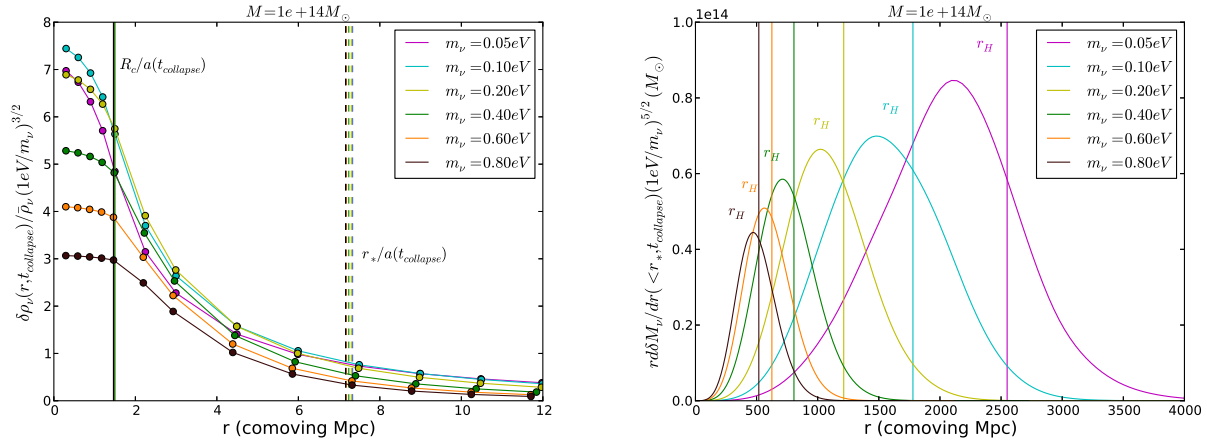 M=1e+14M⊙
δρ_ν(r,t_collapse)/ρ̄_ν(1eV/m_ν)^3/2
8
7
6
5
4
3
2
1
0
R_c/a(t_collapse)
r_*/a(t_collapse)
m_ν=0.05eV
m_ν=0.10eV
m_ν=0.20eV
m_ν=0.40eV
m_ν=0.60eV
m_ν=0.80eV
0 2 4 6 8 10 12
r (comoving Mpc)
M=1e+14M⊙
1e14
rdδM_ν/dr(<r_*,t_collapse)(1eV/m_ν)^5/2(M⊙)
1.0
0.8
0.6
0.4
0.2
0.0
r_H
r_H
r_H
r_H
r_H
r_H
m_ν=0.05eV
m_ν=0.10eV
m_ν=0.20eV
m_ν=0.40eV
m_ν=0.60eV
m_ν=0.80eV
0 500 1000 1500 2000 2500 3000 3500 4000
r (comoving Mpc)